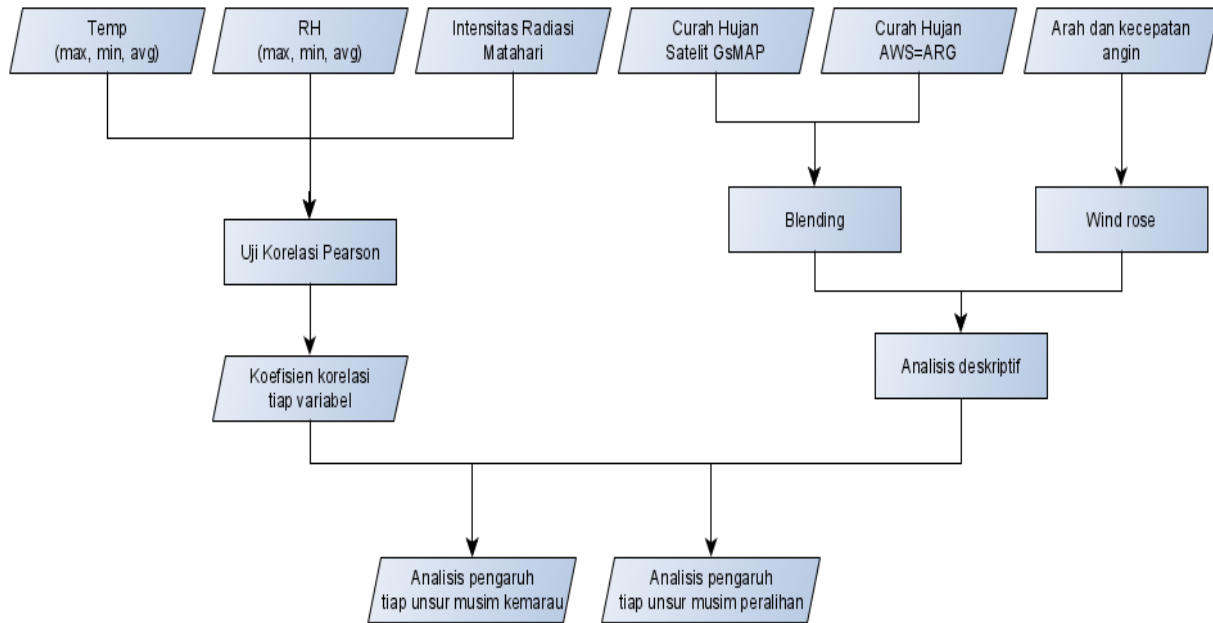 Temp
(max, min, avg)
RH
(max, min, avg)
Intensitas Radiasi
Matahari
Curah Hujan
Satelit GsMAP
Curah Hujan
AWS=ARG
Arah dan kecepatan
angin
Blending
Wind rose
Uji Korelasi Pearson
Analisis deskriptif
Koefisien korelasi
tiap variabel
Analisis pengaruh
tiap unsur musim kemarau
Analisis pengaruh
tiap unsur musim peralihan